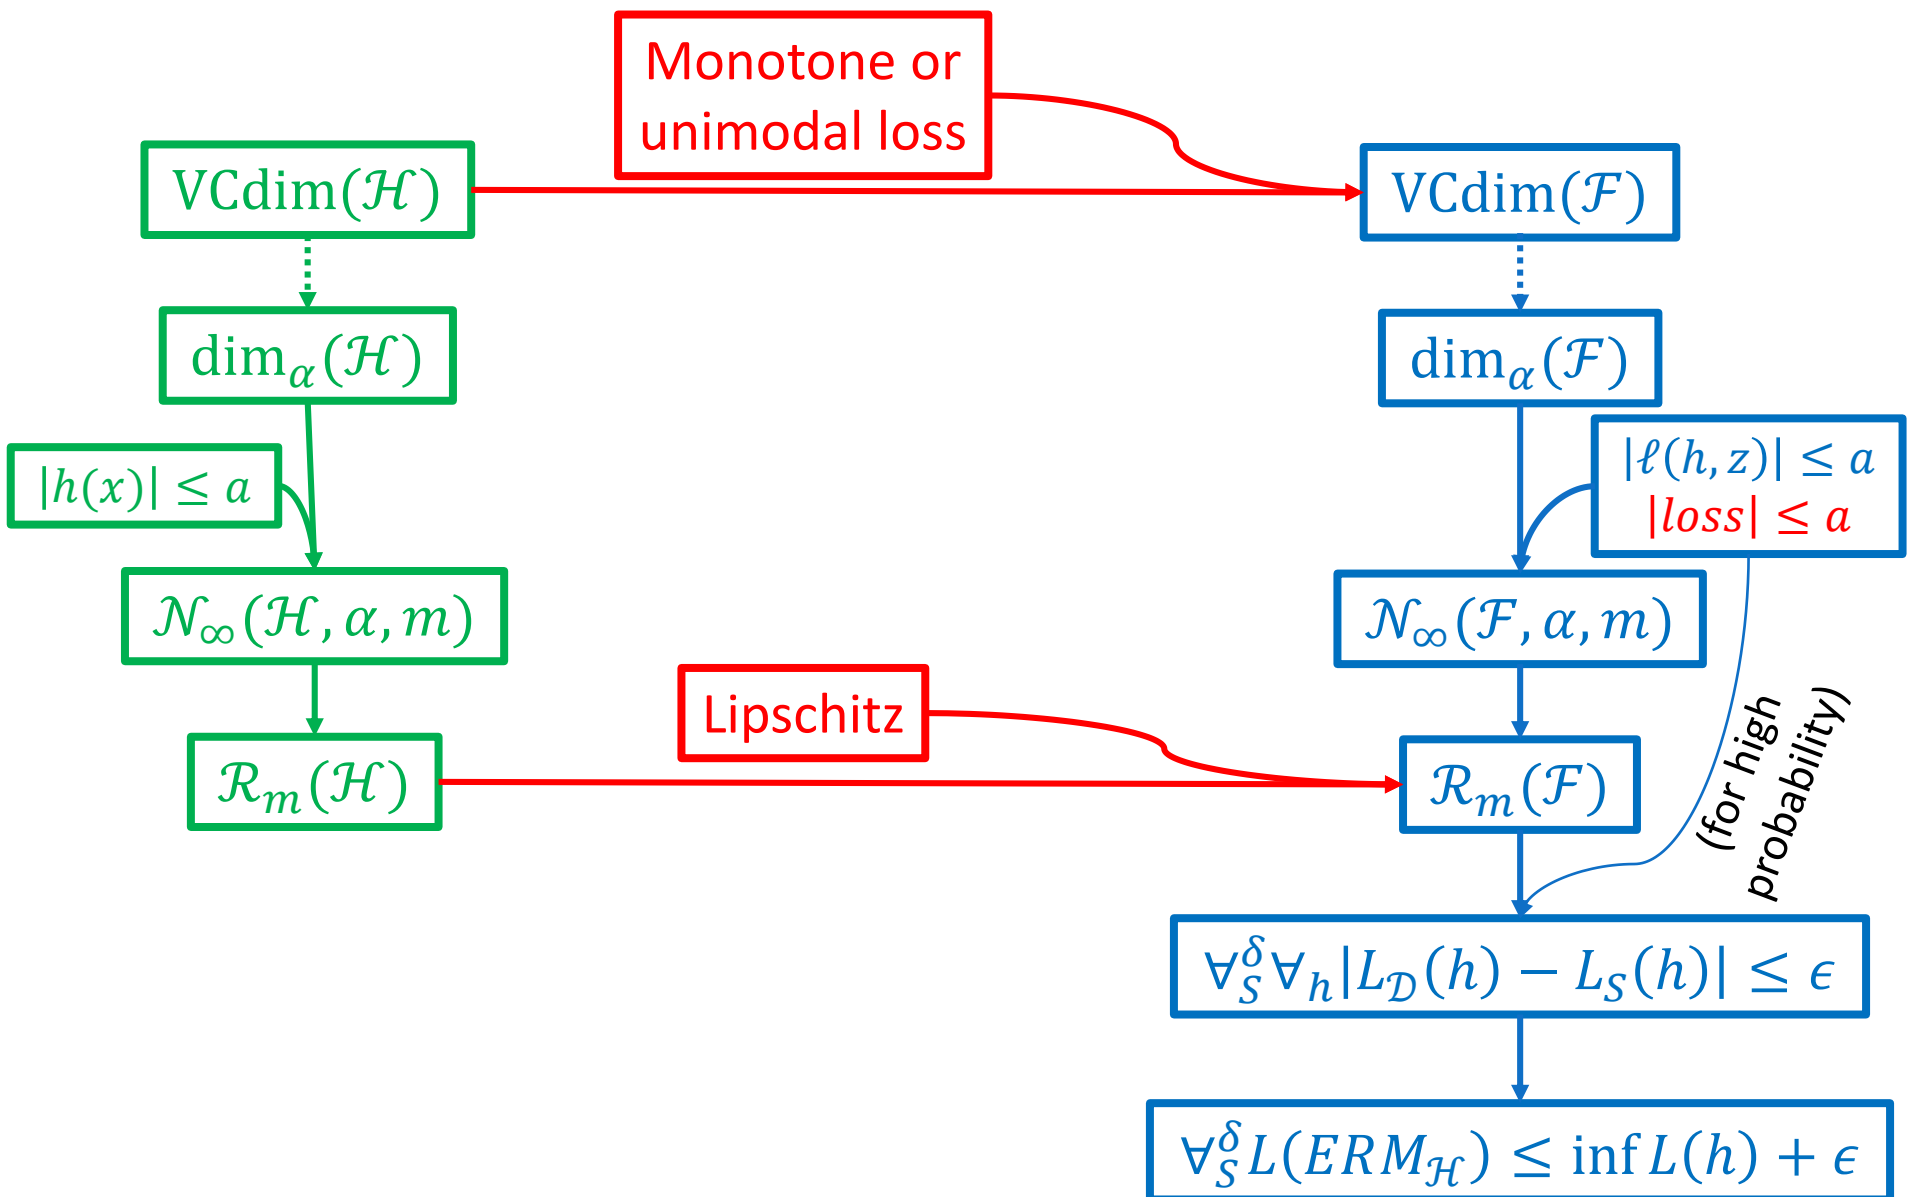 Monotone or
unimodal loss
VCdim(ℋ)
VCdim(ℱ)
dim_α(ℋ)
dim_α(ℱ)
|h(x)| ≤ a
|ℓ(h, z)| ≤ a
|loss| ≤ a
𝒩_∞(ℋ, α, m)
𝒩_∞(ℱ, α, m)
Lipschitz
ℛ_m(ℋ)
ℛ_m(ℱ)
(for high
probability)
∀_S^δ ∀_h |L_𝒟(h) − L_S(h)| ≤ ϵ
∀_S^δ L(ERM_ℋ) ≤ inf L(h) + ϵ